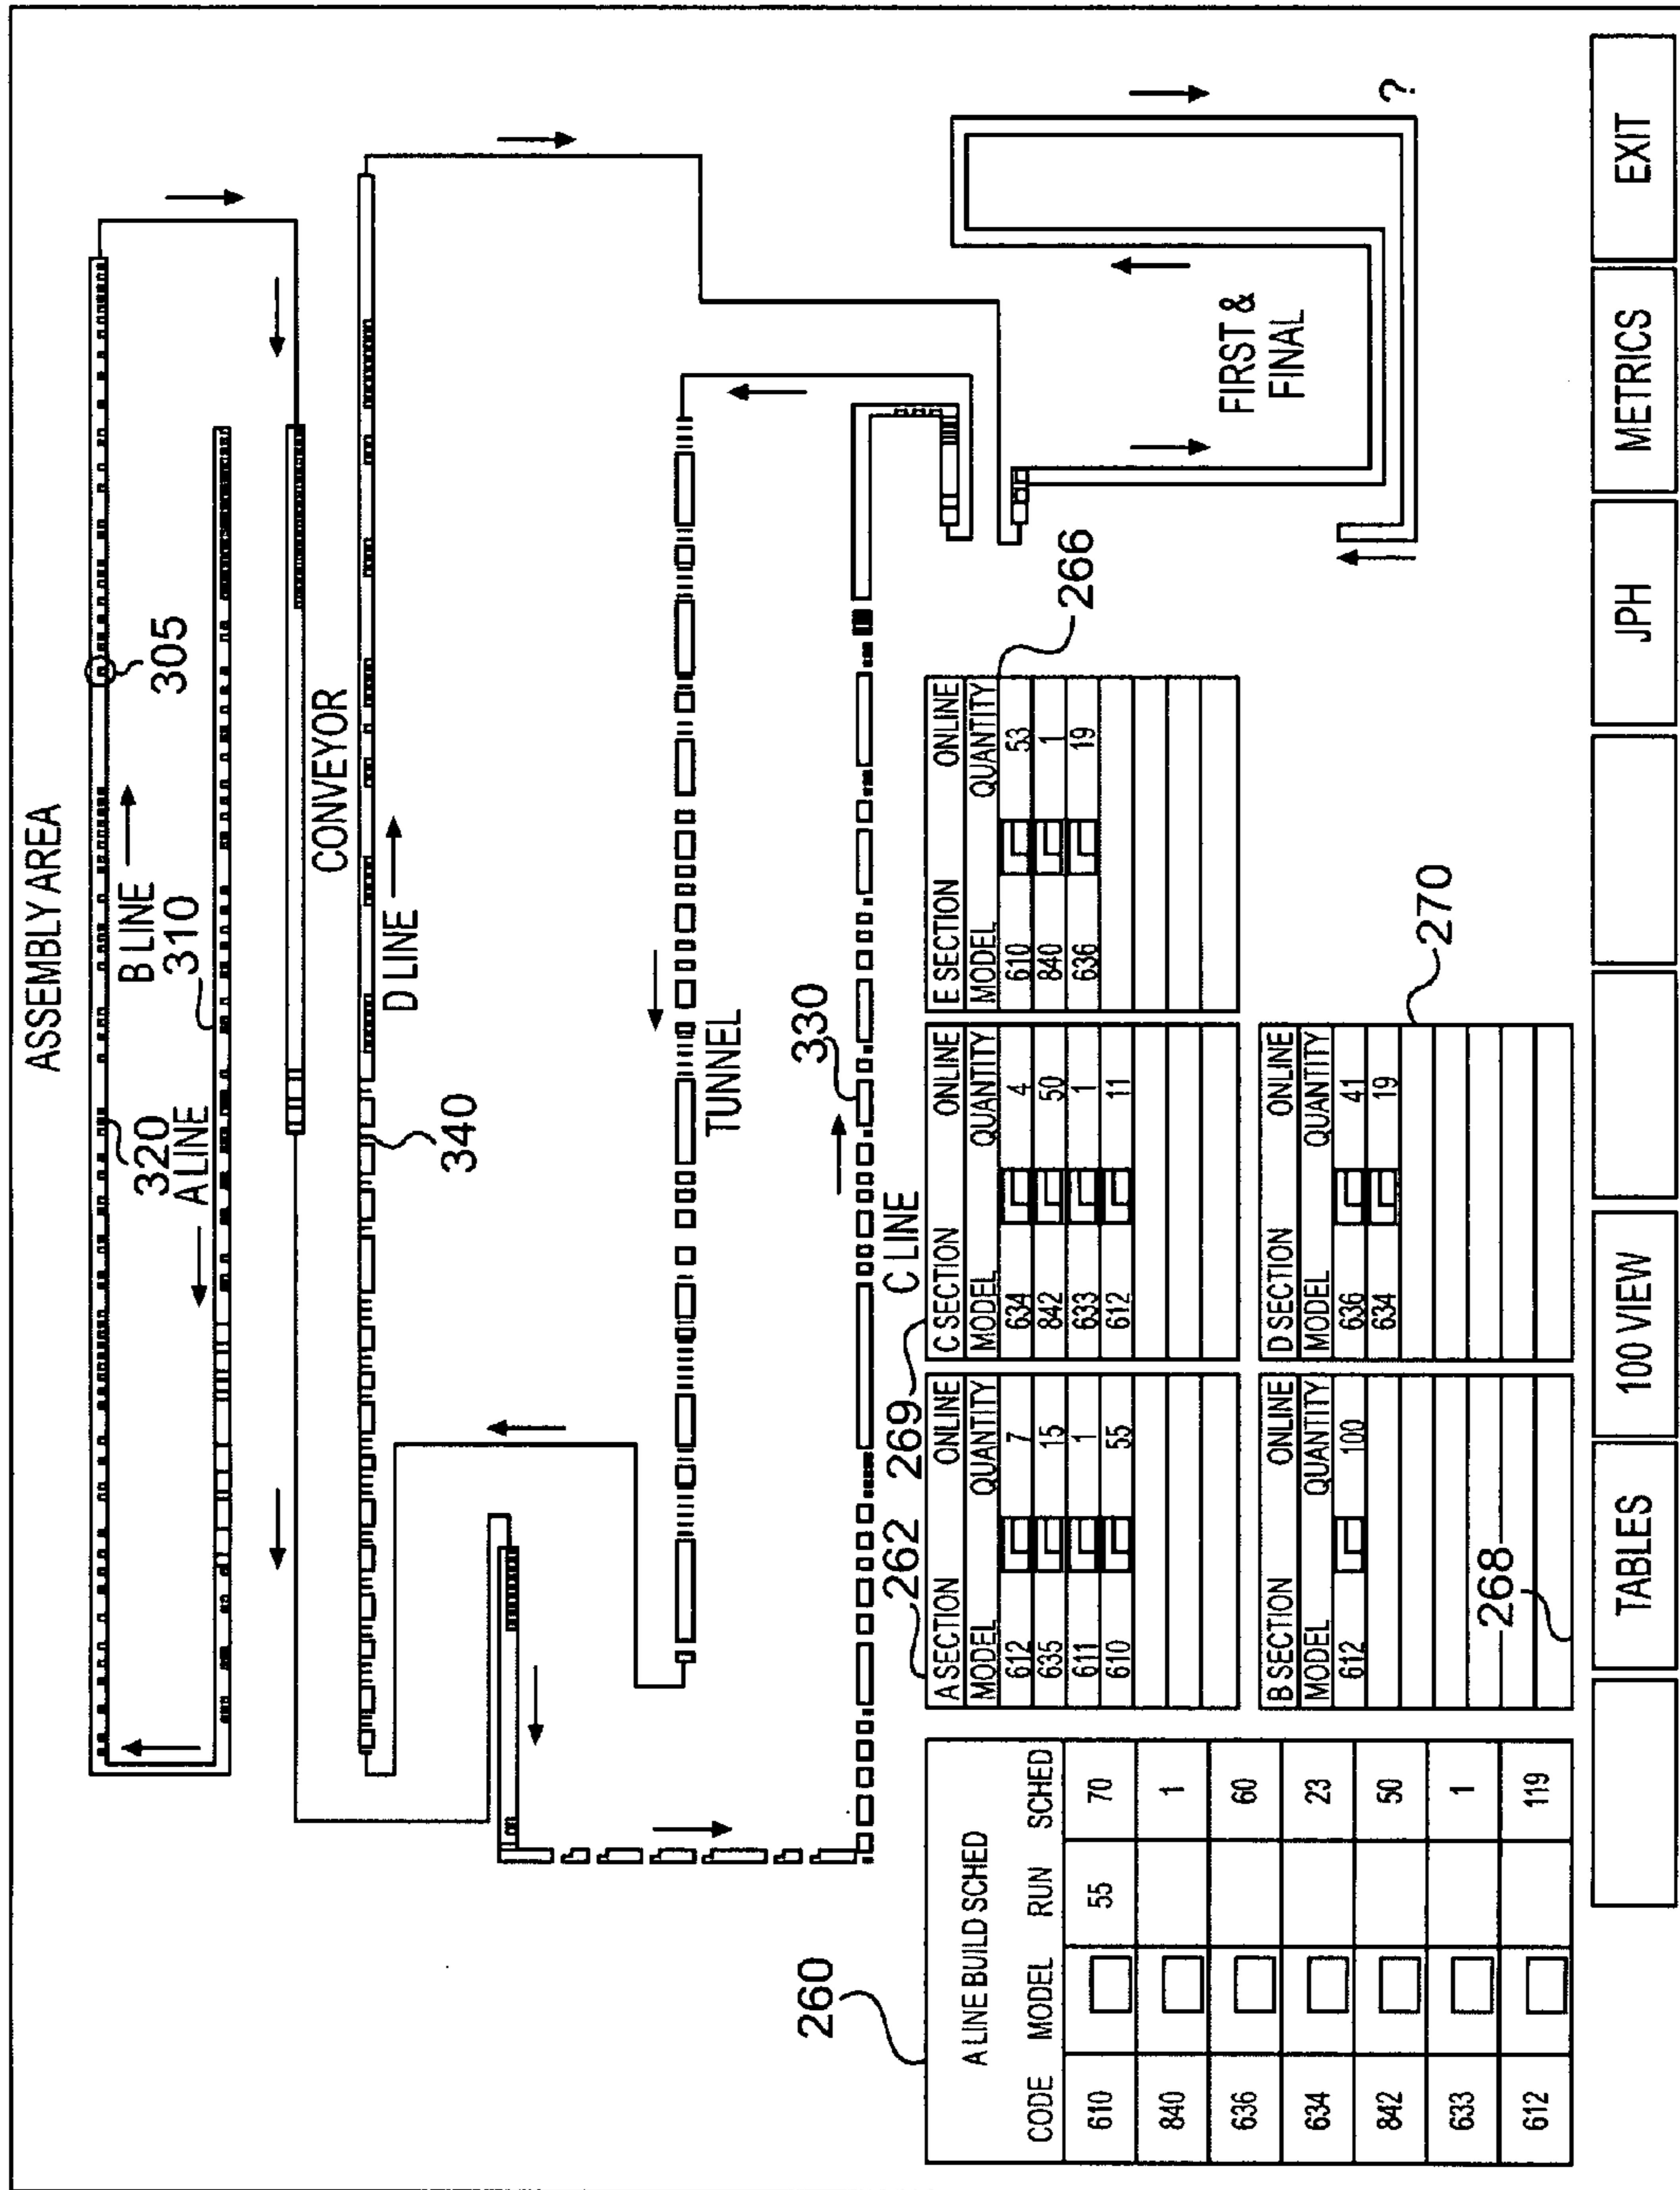 ASSEMBLY AREA
305
B LINE
320
A LINE
310
CONVEYOR
D LINE
340
TUNNEL
330
C LINE
FIRST &
FINAL
?
260
A LINE BUILD SCHED
CODE MODEL RUN SCHED
610 55 70
840 1
636 60
634 23
842 50
633 1
612 119
262
A SECTION ONLINE
MODEL QUANTITY
612 7
635 15
611 1
610 55
269
C SECTION ONLINE
MODEL QUANTITY
634 4
842 50
633 1
612 11
266
E SECTION ONLINE
MODEL QUANTITY
610 53
840 1
636 19
268
B SECTION ONLINE
MODEL QUANTITY
612 100
270
D SECTION ONLINE
MODEL QUANTITY
636 41
634 19
TABLES
100 VIEW
JPH
METRICS
EXIT